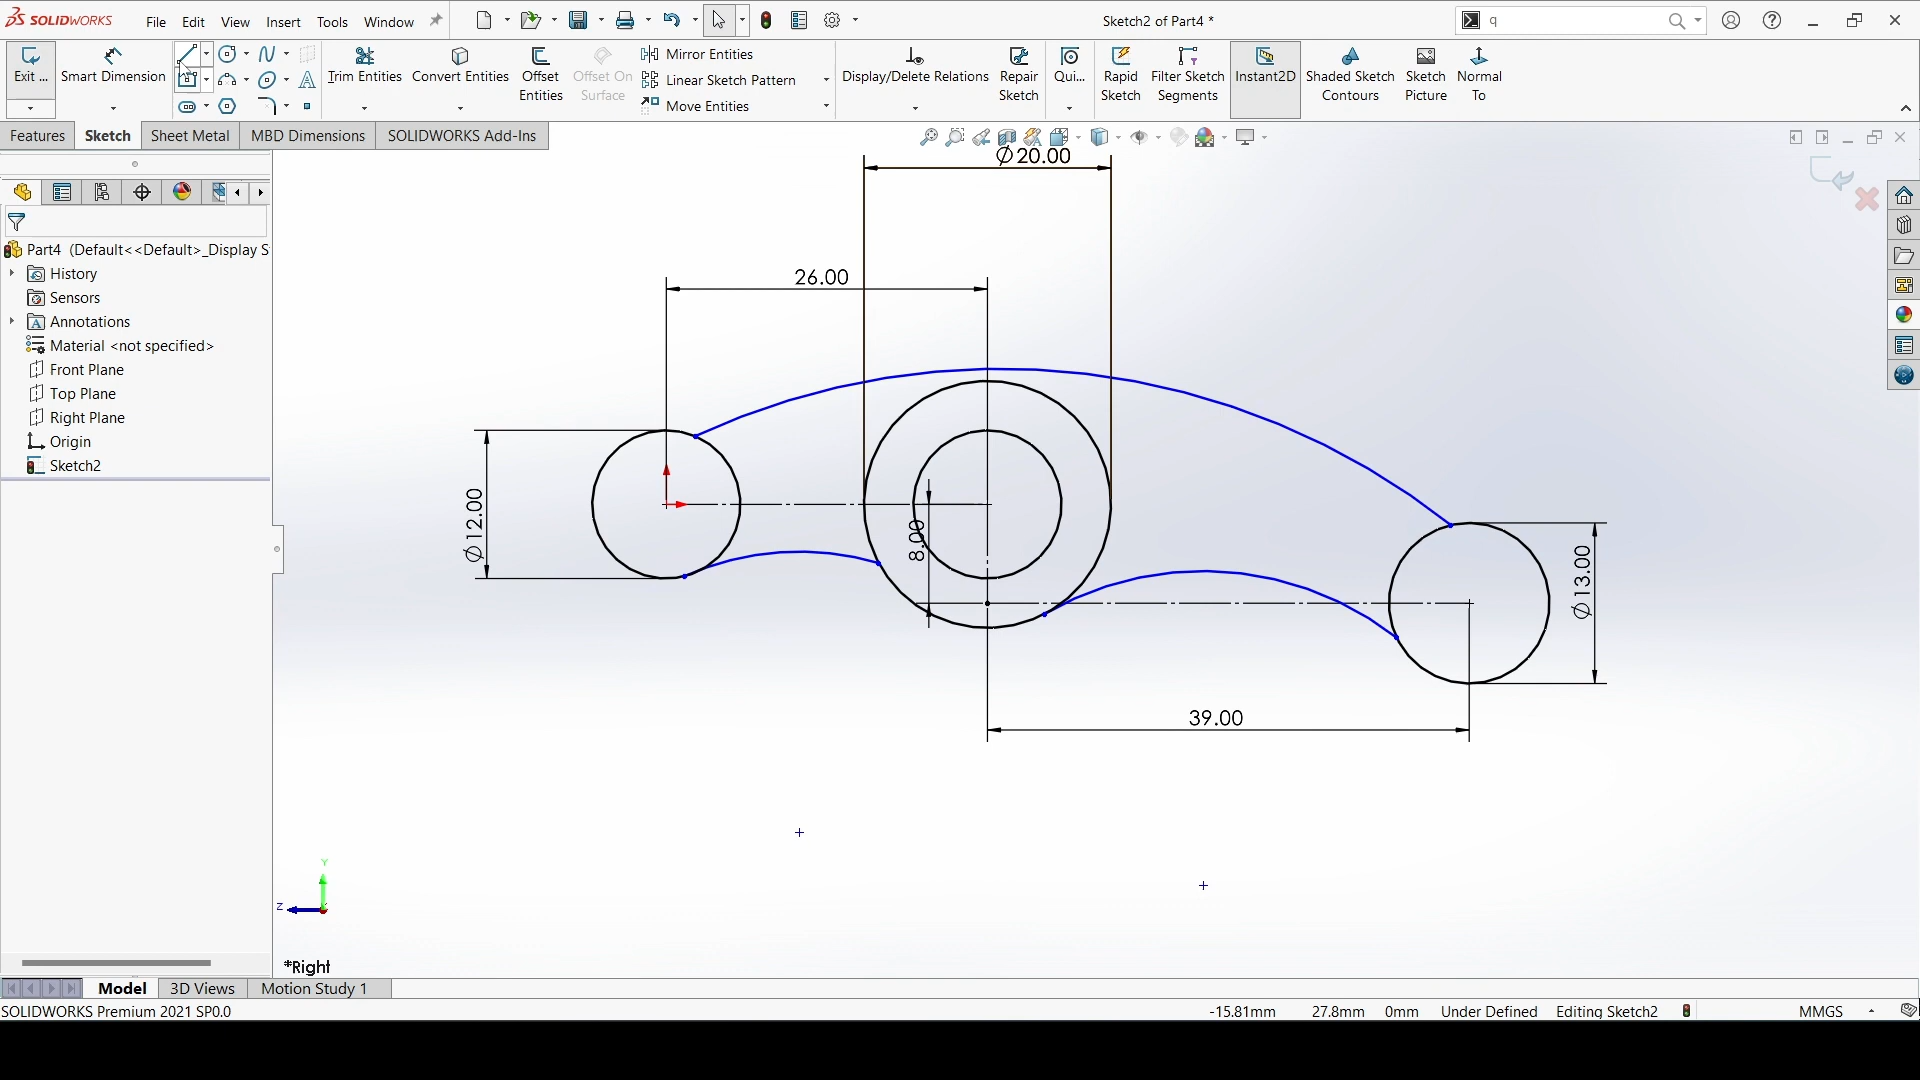 SOLIDWORKS File Edit View Insert Tools Window Sketch2 of Part4 * q
Exit ... Smart Dimension Trim Entities Convert Entities Offset Entities Offset On Surface Mirror Entities Linear Sketch Pattern Move Entities Display/Delete Relations Repair Sketch Qui... Rapid Sketch Filter Sketch Segments Instant2D Shaded Sketch Contours Sketch Picture Normal To
Features Sketch Sheet Metal MBD Dimensions SOLIDWORKS Add-Ins
Part4 (Default<<Default>_Display S
History
Sensors
Annotations
Material <not specified>
Front Plane
Top Plane
Right Plane
Origin
Sketch2
∅20.00
26.00
∅12.00
8.00
∅13.00
39.00
Y
Z
*Right
Model 3D Views Motion Study 1
SOLIDWORKS Premium 2021 SP0.0 -15.81mm 27.8mm 0mm Under Defined Editing Sketch2 MMGS